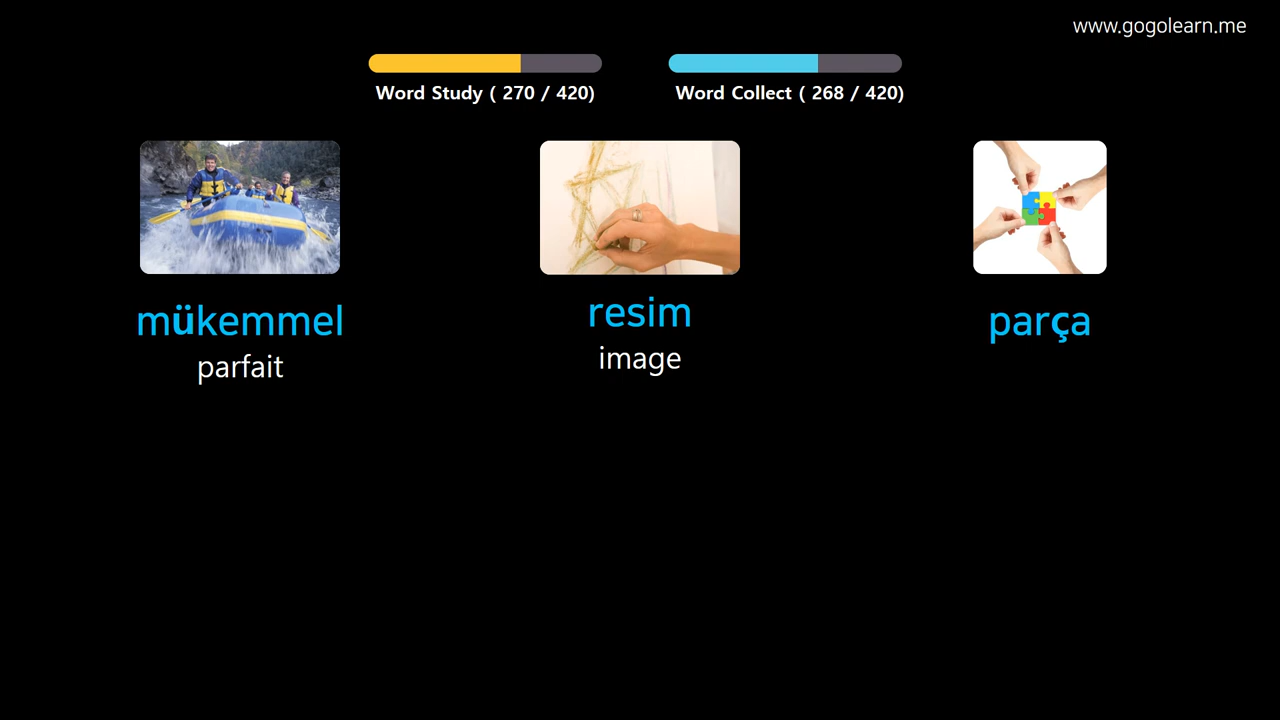 www.gogolearn.me
Word Study ( 270 / 420)
Word Collect ( 268 / 420)
mükemmel
parfait
resim
image
parça